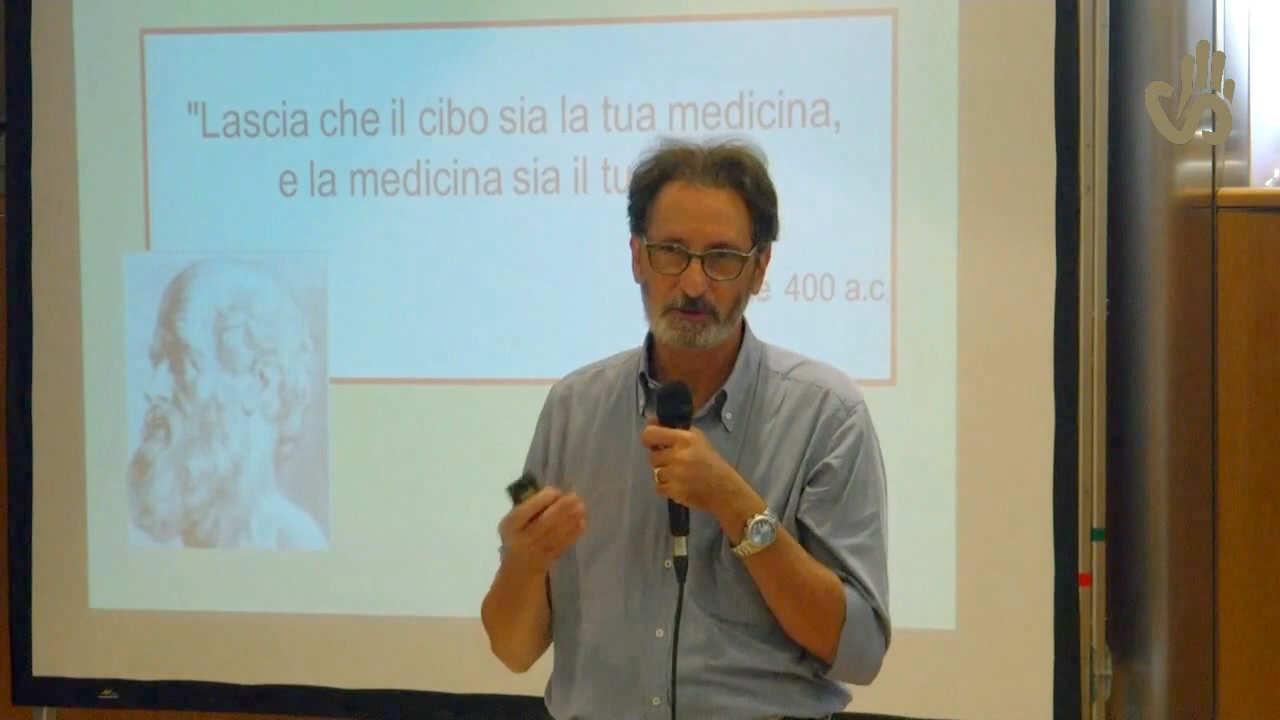 "Lascia che il cibo sia la tua medicina,
e la medicina sia il tu
e 400 a.c.